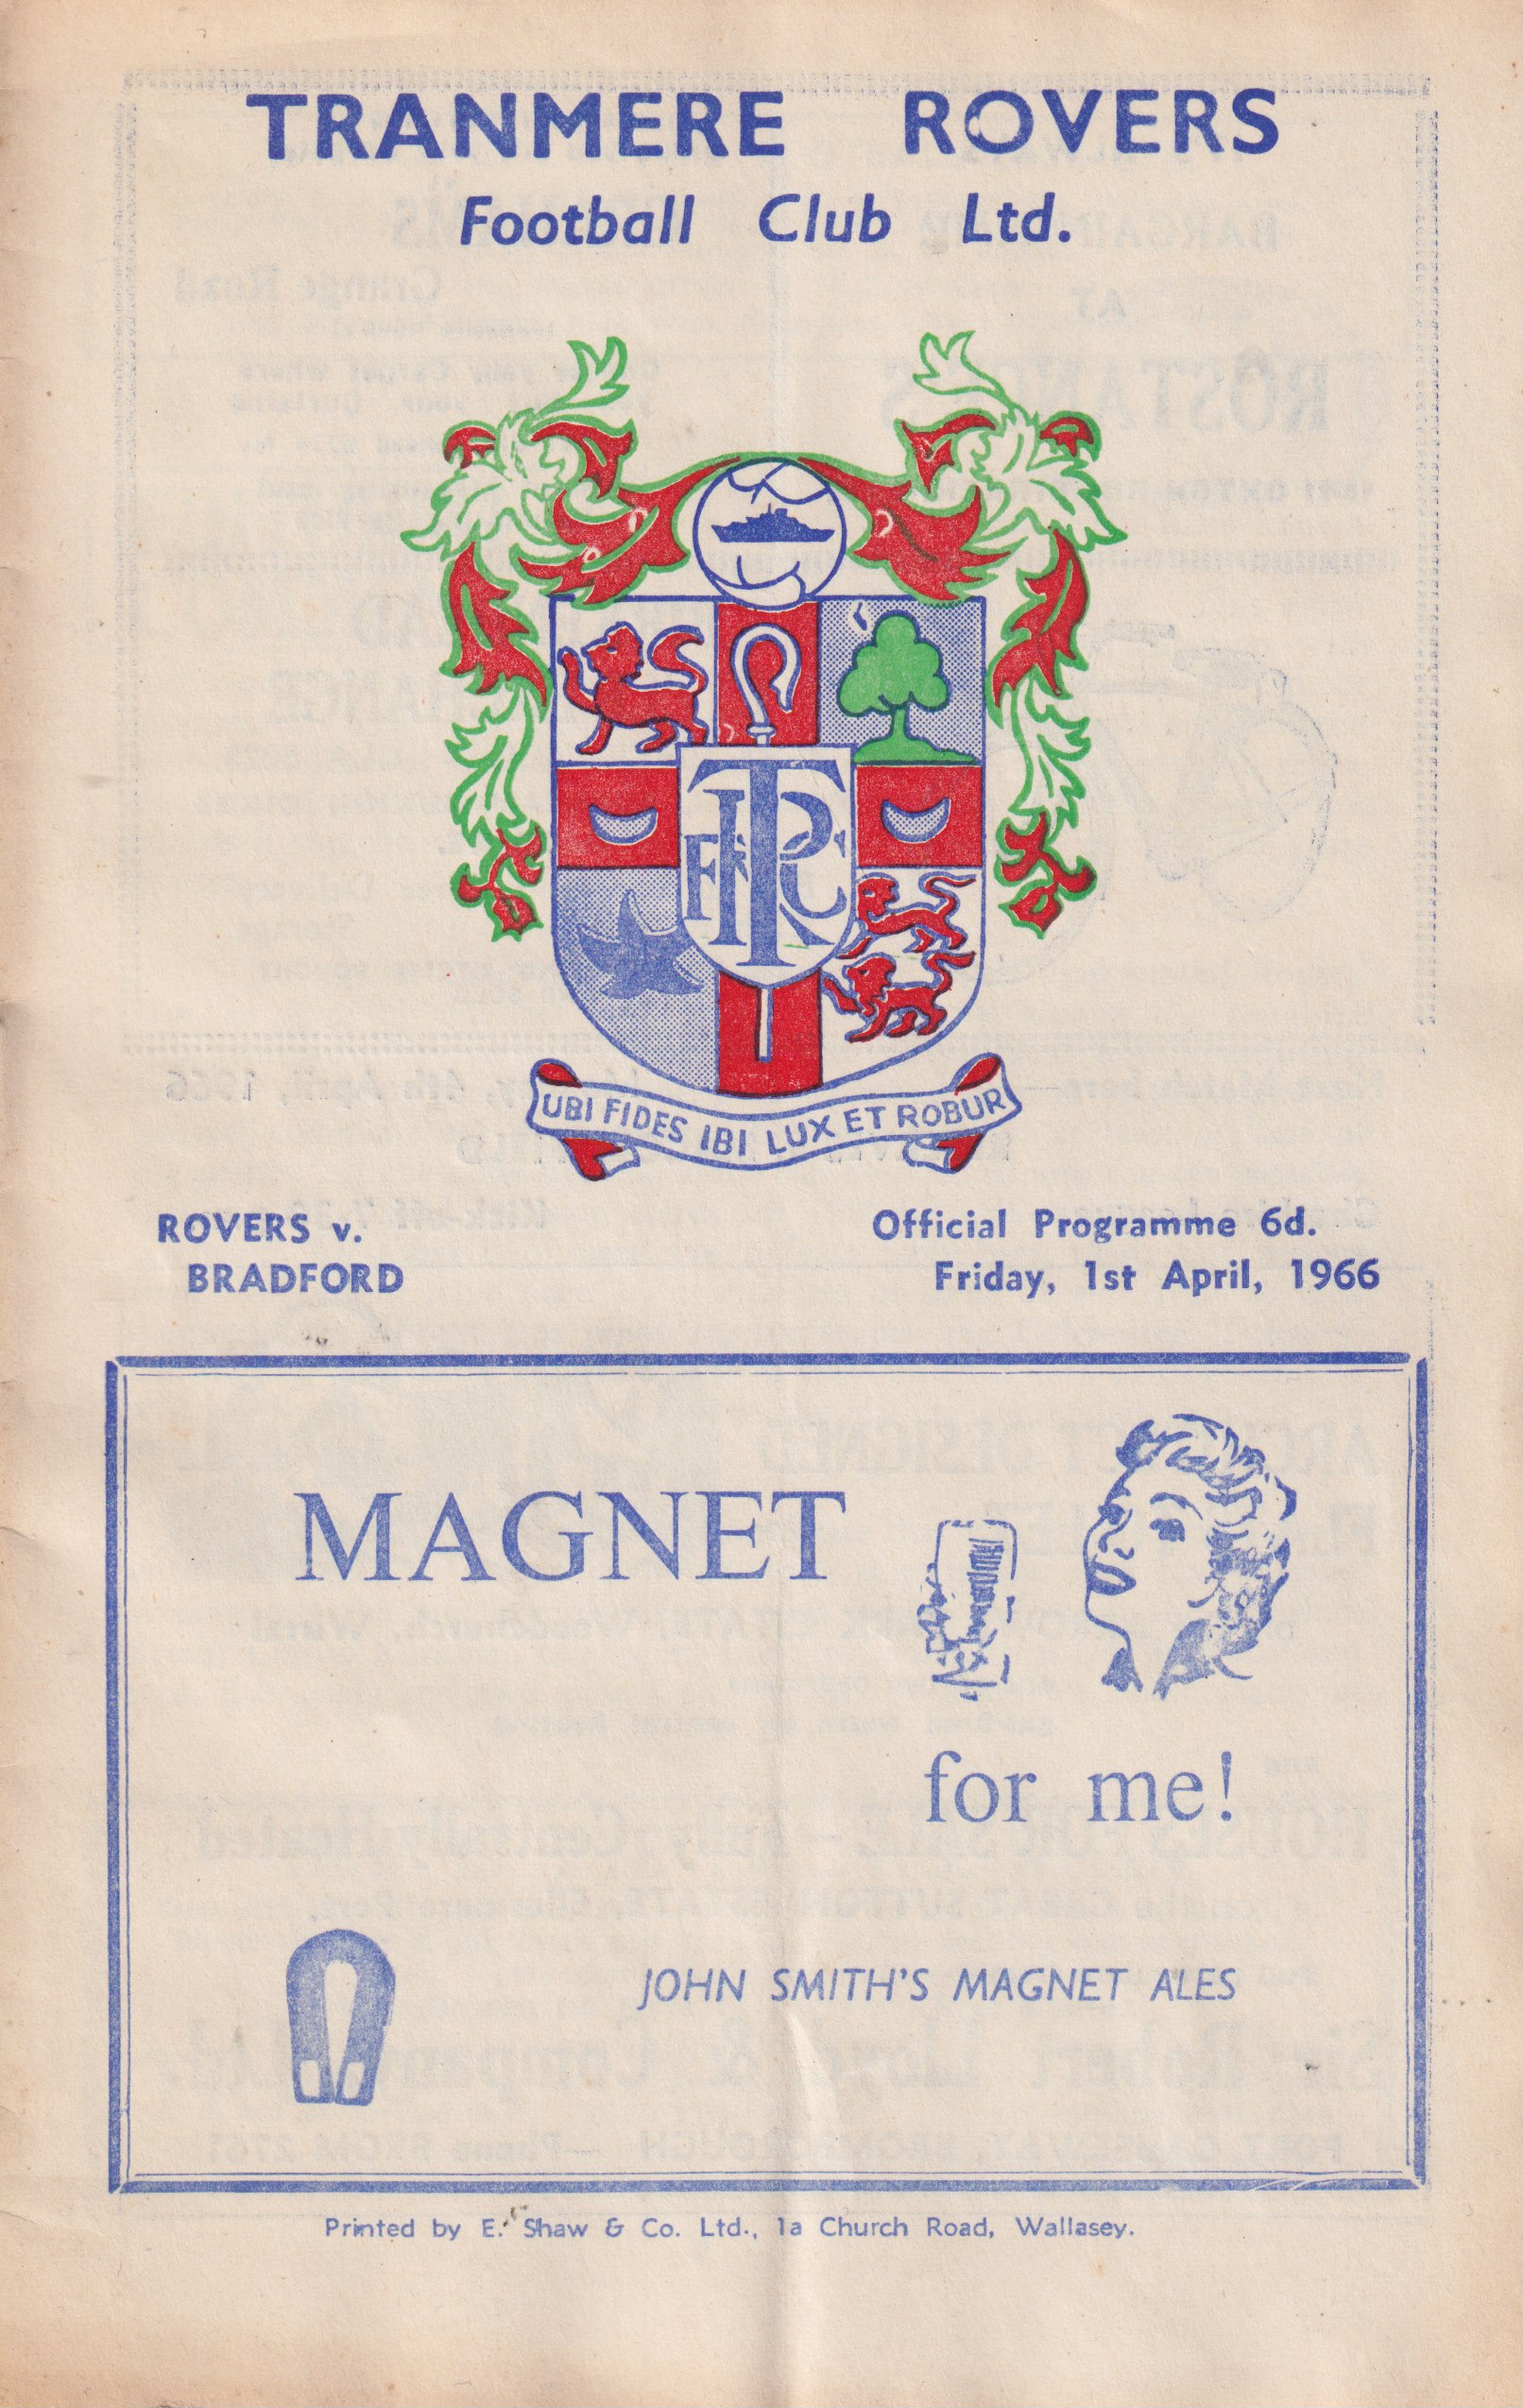 TRANMERE ROVERS
Football Club Ltd.
TRFC
UBI FIDES IBI LUX ET ROBUR
ROVERS v.
BRADFORD
Official Programme 6d.
Friday, 1st April, 1966
MAGNET
for me!
JOHN SMITH'S MAGNET ALES
Printed by E. Shaw & Co. Ltd., 1a Church Road, Wallasey.